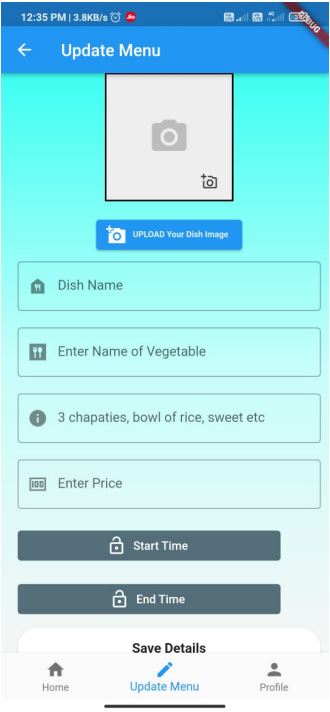 12:35 PM | 3.8KB/s
Jio
DEBUG
Update Menu
UPLOAD Your Dish Image
Dish Name
Enter Name of Vegetable
3 chapaties, bowl of rice, sweet etc
Enter Price
Start Time
End Time
Save Details
Home
Update Menu
Profile